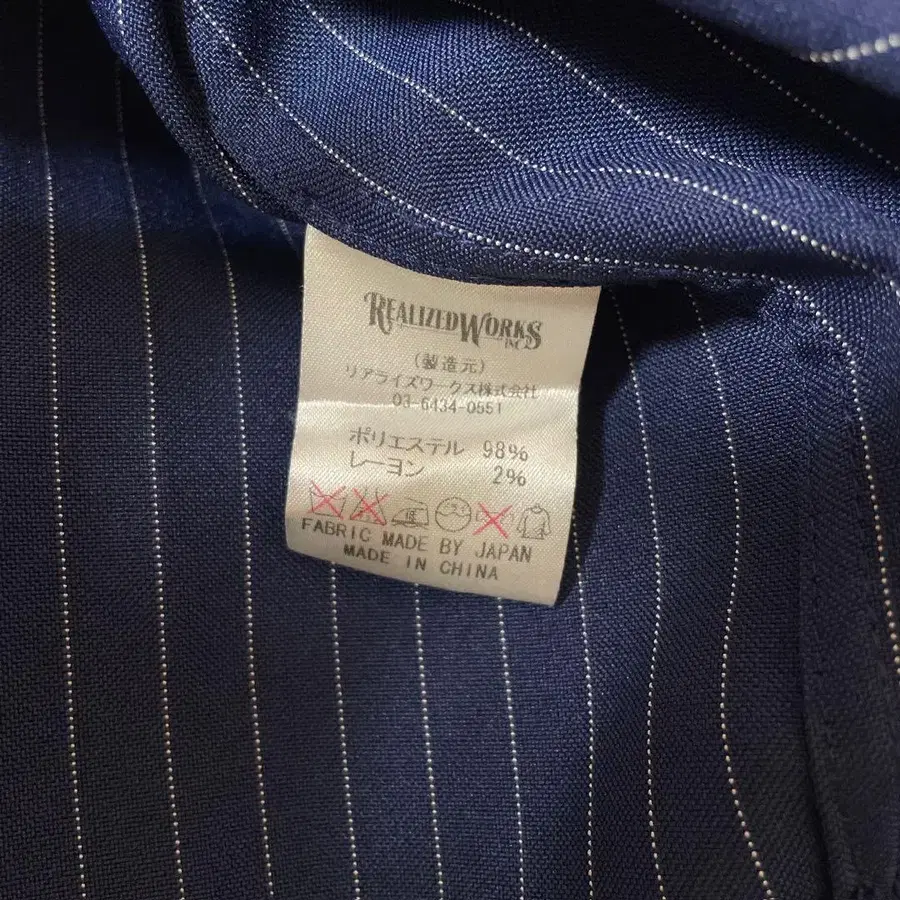 REALIZED WORKS
INC.
(製造元)
リアライズワークス株式会社
03-6434-0551
ポリエステル 98%
レーヨン 2%
FABRIC MADE BY JAPAN
MADE IN CHINA